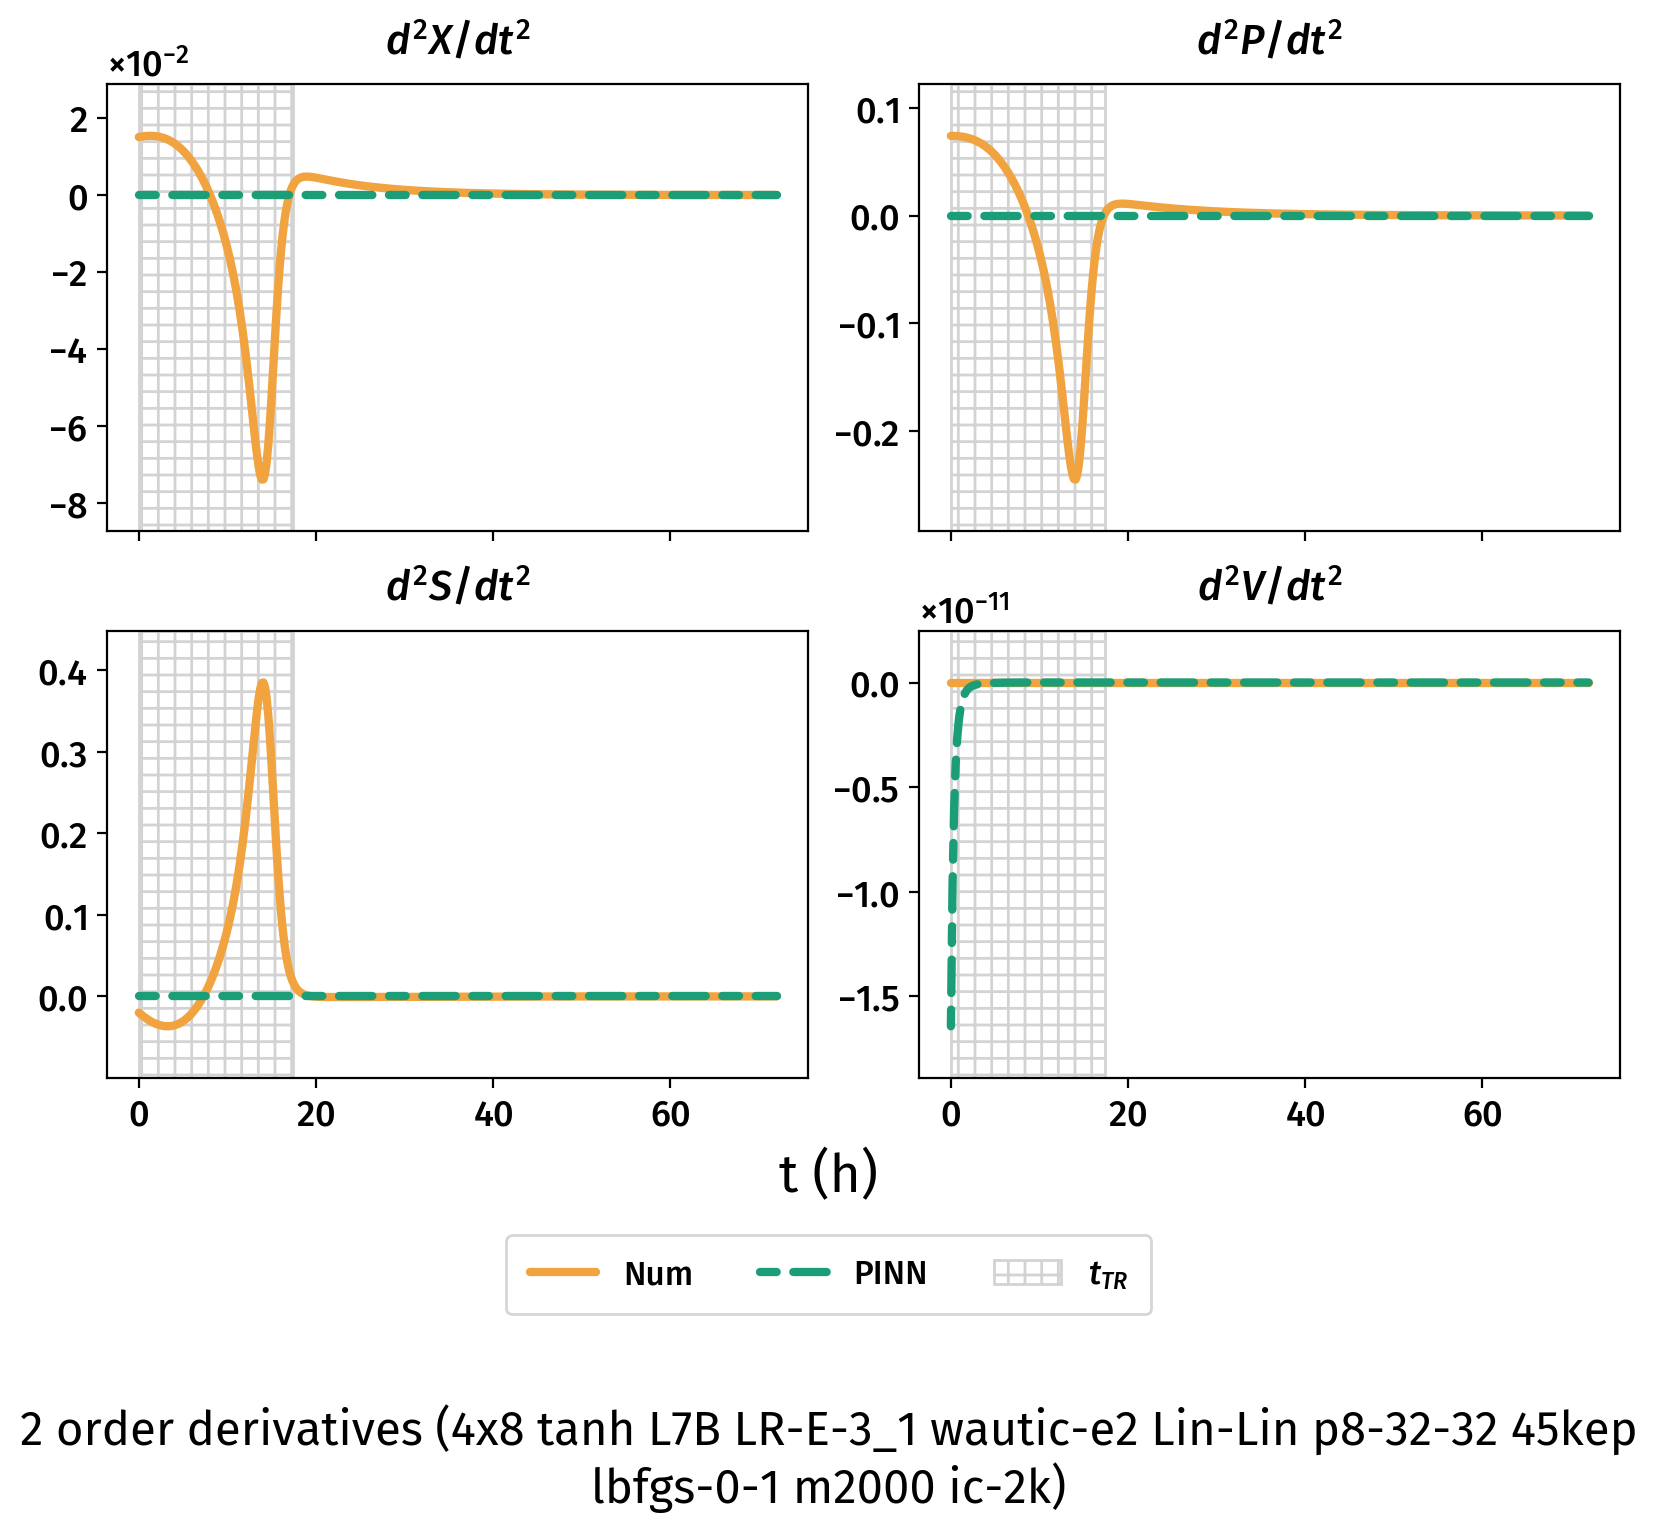 d²X/dt²
×10⁻²
2
0
−2
−4
−6
−8
d²P/dt²
0.1
0.0
−0.1
−0.2
d²S/dt²
0.4
0.3
0.2
0.1
0.0
0 20 40 60
d²V/dt²
×10⁻¹¹
0.0
−0.5
−1.0
−1.5
0 20 40 60
t (h)
Num PINN t_TR
2 order derivatives (4x8 tanh L7B LR-E-3_1 wautic-e2 Lin-Lin p8-32-32 45kep
lbfgs-0-1 m2000 ic-2k)